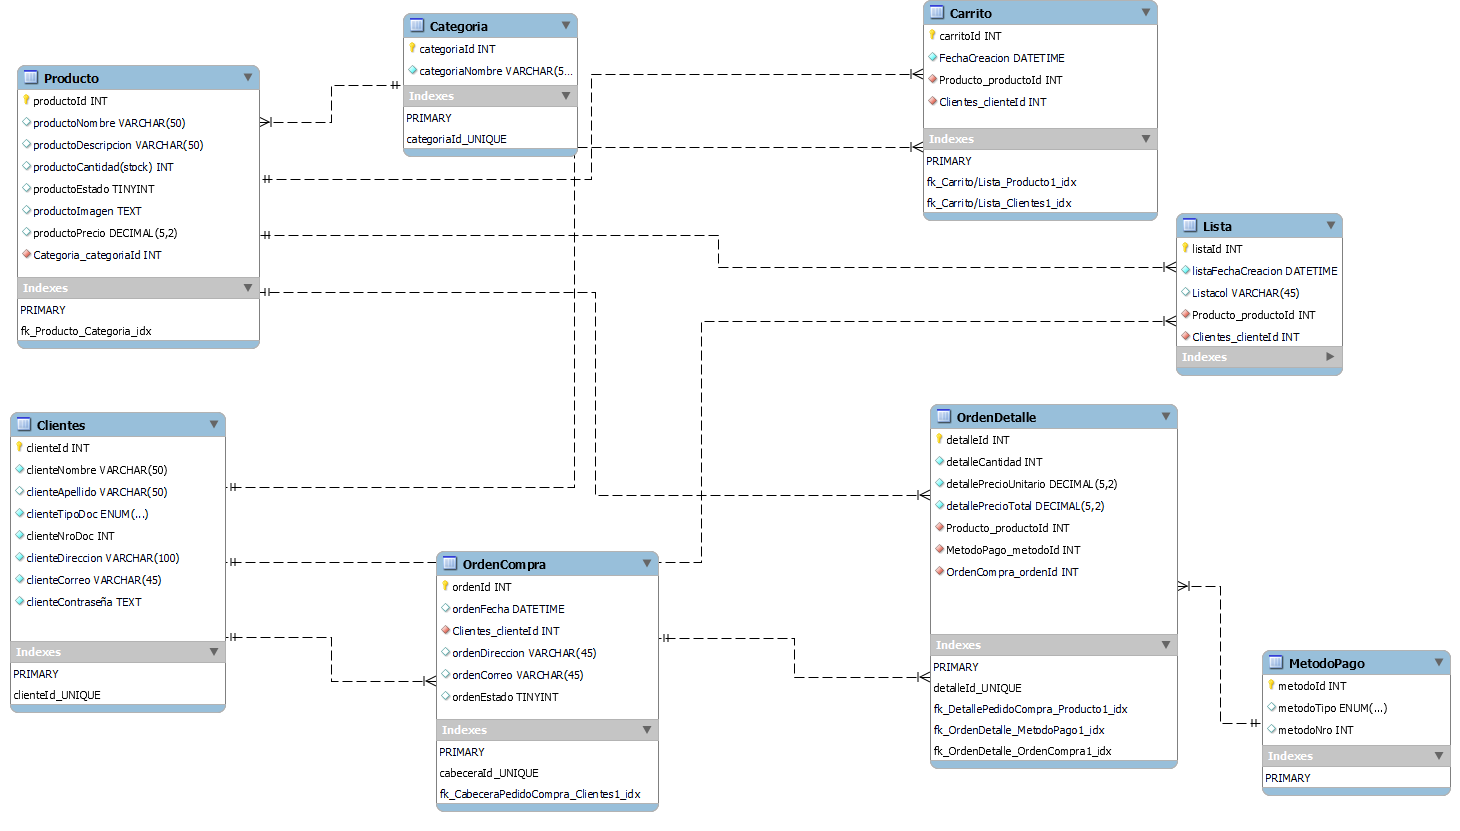 Producto
productoId INT
productoNombre VARCHAR(50)
productoDescripcion VARCHAR(50)
productoCantidad(stock) INT
productoEstado TINYINT
productoImagen TEXT
productoPrecio DECIMAL(5,2)
Categoria_categoriaId INT
Indexes
PRIMARY
fk_Producto_Categoria_idx
Categoria
categoriaId INT
categoriaNombre VARCHAR(5...
Indexes
PRIMARY
categoriaId_UNIQUE
Carrito
carritoId INT
FechaCreacion DATETIME
Producto_productoId INT
Clientes_clienteId INT
Indexes
PRIMARY
fk_Carrito/Lista_Producto1_idx
fk_Carrito/Lista_Clientes1_idx
Lista
listaId INT
listaFechaCreacion DATETIME
Listacol VARCHAR(45)
Producto_productoId INT
Clientes_clienteId INT
Indexes
Clientes
clienteId INT
clienteNombre VARCHAR(50)
clienteApellido VARCHAR(50)
clienteTipoDoc ENUM(...)
clienteNroDoc INT
clienteDireccion VARCHAR(100)
clienteCorreo VARCHAR(45)
clienteContraseña TEXT
Indexes
PRIMARY
clienteId_UNIQUE
OrdenCompra
ordenId INT
ordenFecha DATETIME
Clientes_clienteId INT
ordenDireccion VARCHAR(45)
ordenCorreo VARCHAR(45)
ordenEstado TINYINT
Indexes
PRIMARY
cabeceraId_UNIQUE
fk_CabeceraPedidoCompra_Clientes1_idx
OrdenDetalle
detalleId INT
detalleCantidad INT
detallePrecioUnitario DECIMAL(5,2)
detallePrecioTotal DECIMAL(5,2)
Producto_productoId INT
MetodoPago_metodoId INT
OrdenCompra_ordenId INT
Indexes
PRIMARY
detalleId_UNIQUE
fk_DetallePedidoCompra_Producto1_idx
fk_OrdenDetalle_MetodoPago1_idx
fk_OrdenDetalle_OrdenCompra1_idx
MetodoPago
metodoId INT
metodoTipo ENUM(...)
metodoNro INT
Indexes
PRIMARY